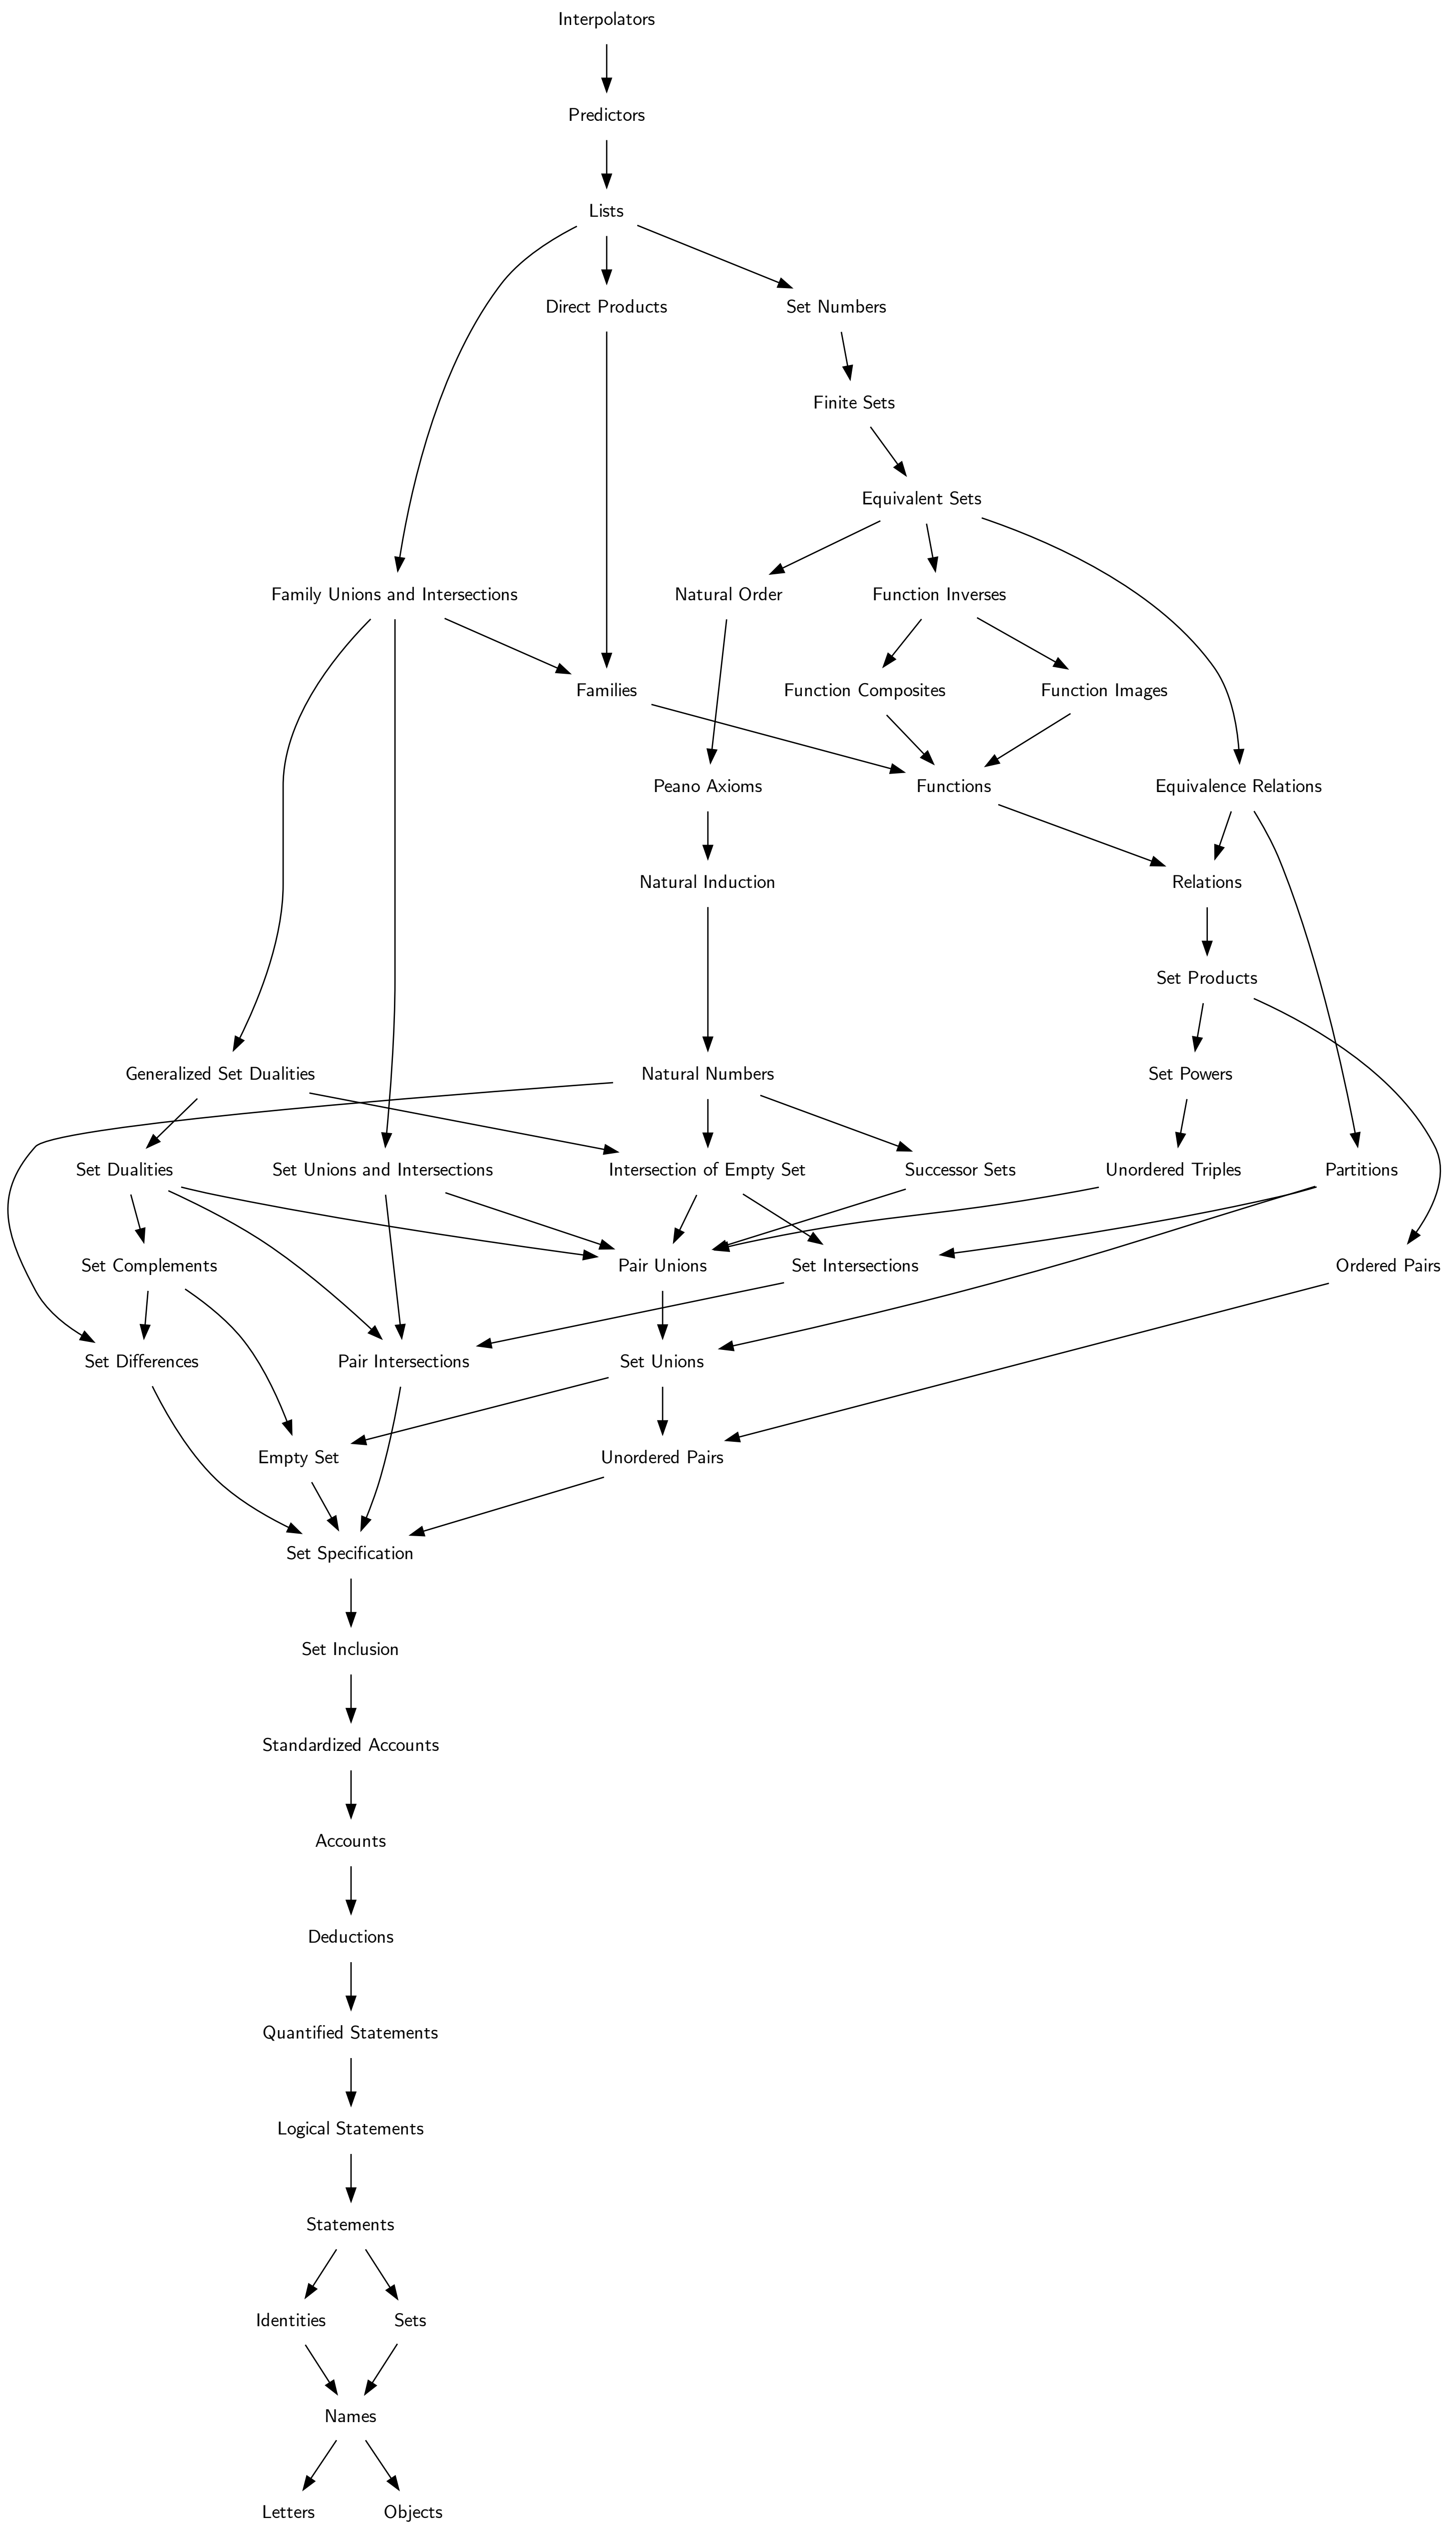 Interpolators
Predictors
Lists
Direct Products
Set Numbers
Finite Sets
Equivalent Sets
Family Unions and Intersections
Natural Order
Function Inverses
Families
Function Composites
Function Images
Peano Axioms
Functions
Equivalence Relations
Natural Induction
Relations
Set Products
Generalized Set Dualities
Natural Numbers
Set Powers
Set Dualities
Set Unions and Intersections
Intersection of Empty Set
Successor Sets
Unordered Triples
Partitions
Set Complements
Pair Unions
Set Intersections
Ordered Pairs
Set Differences
Pair Intersections
Set Unions
Empty Set
Unordered Pairs
Set Specification
Set Inclusion
Standardized Accounts
Accounts
Deductions
Quantified Statements
Logical Statements
Statements
Identities
Sets
Names
Letters
Objects